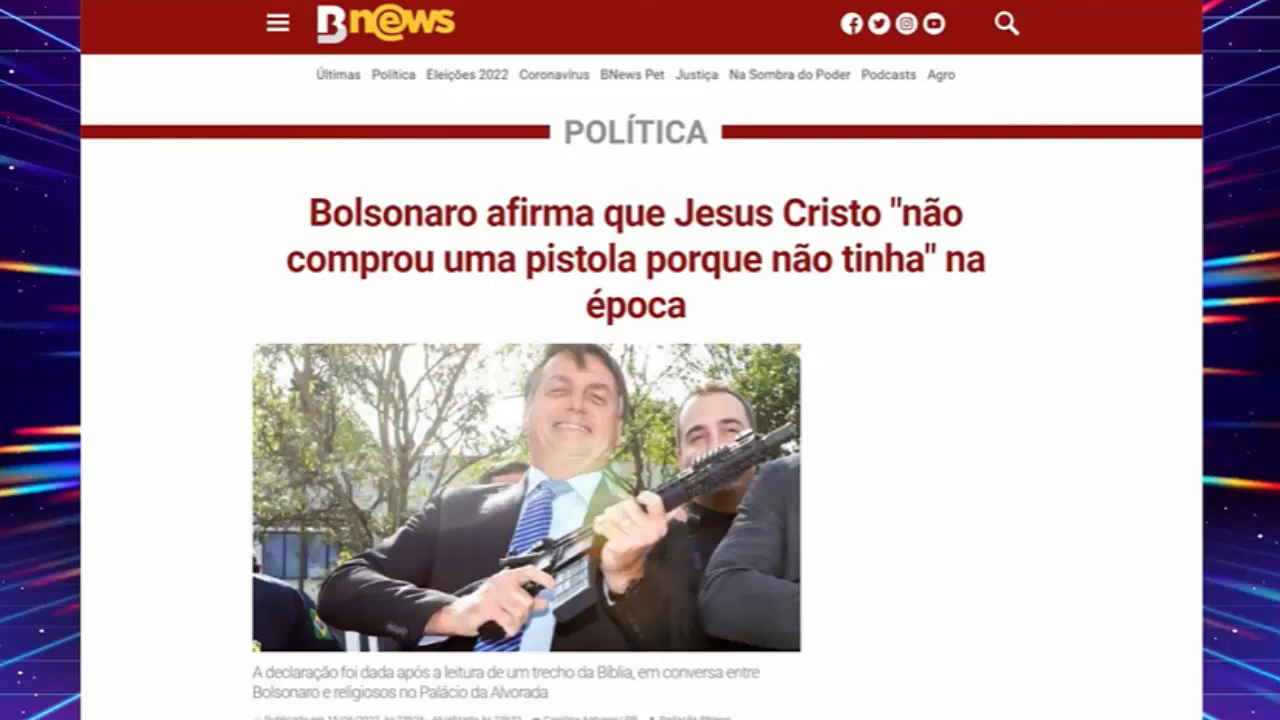 Bnews
Últimas Política Eleições 2022 Coronavírus BNews Pet Justiça Na Sombra do Poder Podcasts Agro
POLÍTICA
Bolsonaro afirma que Jesus Cristo "não
comprou uma pistola porque não tinha" na
época
A declaração foi dada após a leitura de um trecho da Bíblia, em conversa entre
Bolsonaro e religiosos no Palácio da Alvorada